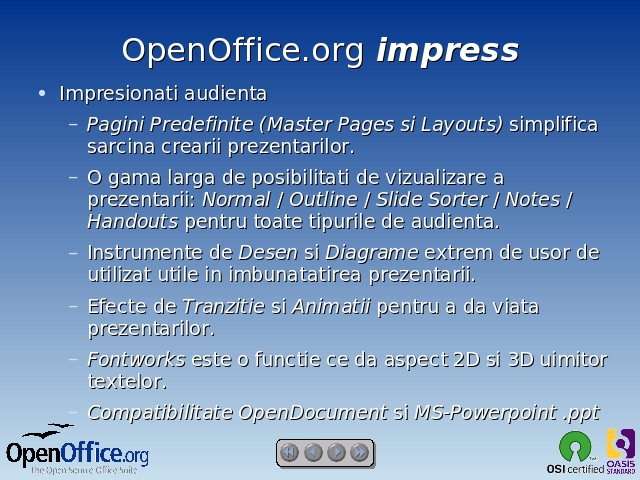 OpenOffice.org impress
• Impresionati audienta
– Pagini Predefinite (Master Pages si Layouts) simplifica
sarcina crearii prezentarilor.
– O gama larga de posibilitati de vizualizare a
prezentarii: Normal / Outline / Slide Sorter / Notes /
Handouts pentru toate tipurile de audienta.
– Instrumente de Desen si Diagrame extrem de usor de
utilizat utile in imbunatatirea prezentarii.
– Efecte de Tranzitie si Animatii pentru a da viata
prezentarilor.
– Fontworks este o functie ce da aspect 2D si 3D uimitor
textelor.
– Compatibilitate OpenDocument si MS-Powerpoint .ppt
OpenOffice.org
The Open Source Office Suite
OSI certified
OASIS
STANDARD